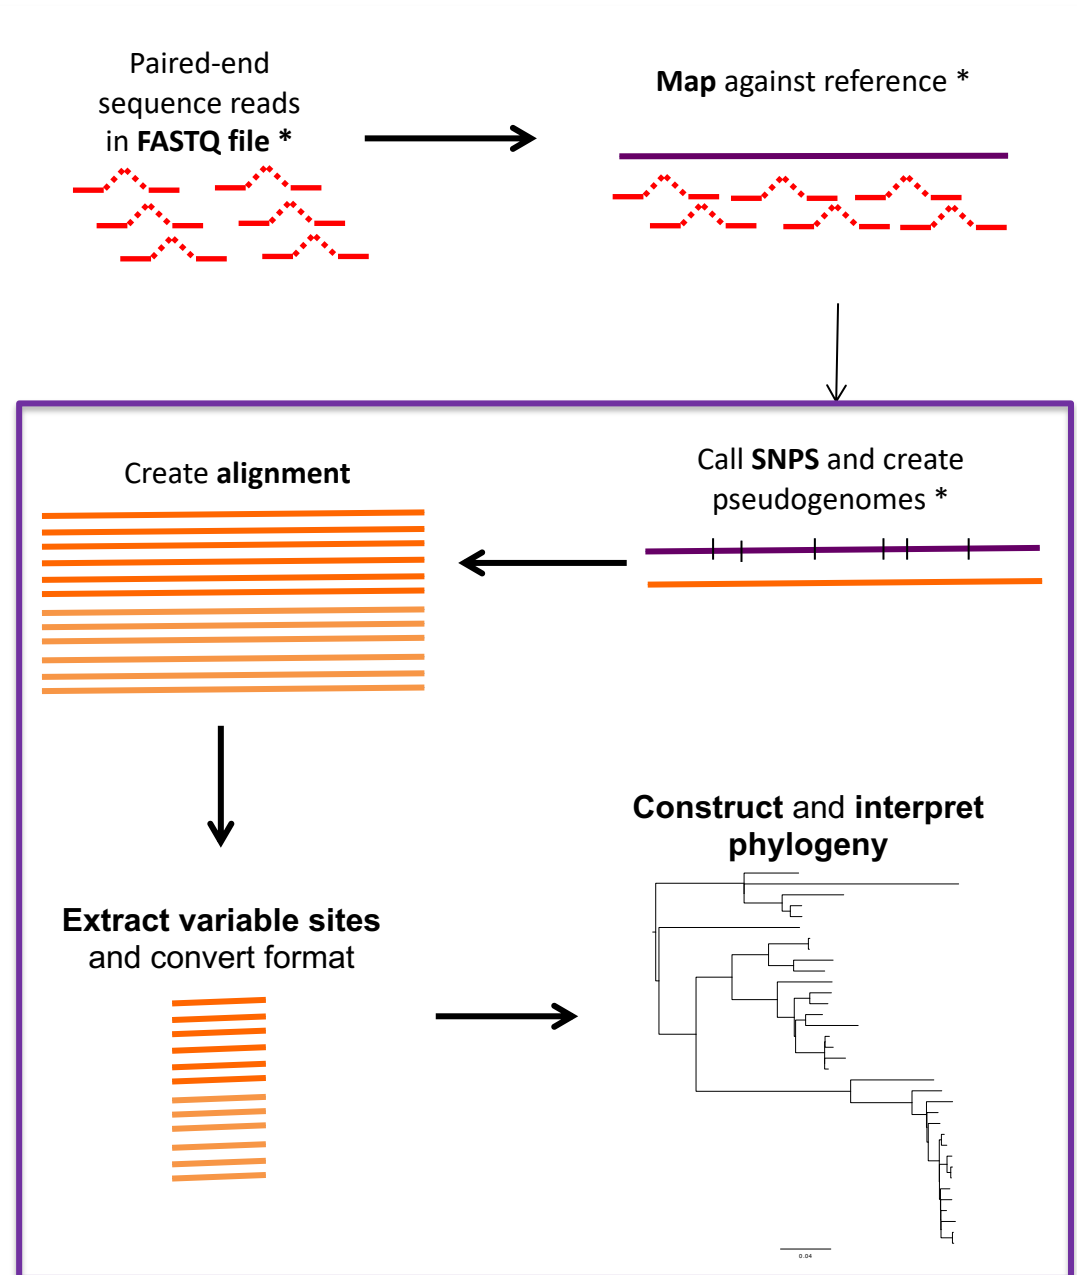 Paired-end
sequence reads
in FASTQ file *
Map against reference *
Call SNPS and create
pseudogenomes *
Create alignment
Extract variable sites
and convert format
Construct and interpret
phylogeny
0.04